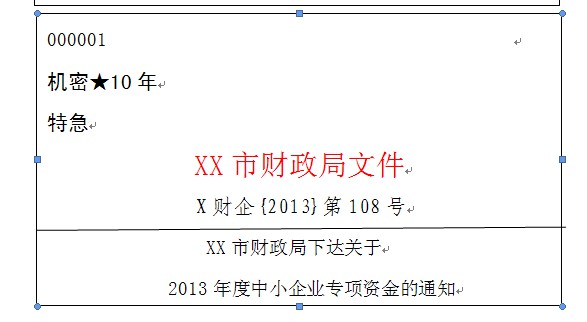 000001
机密★10 年
特急
XX 市财政局文件
X 财企{2013}第 108 号
XX 市财政局下达关于
2013 年度中小企业专项资金的通知